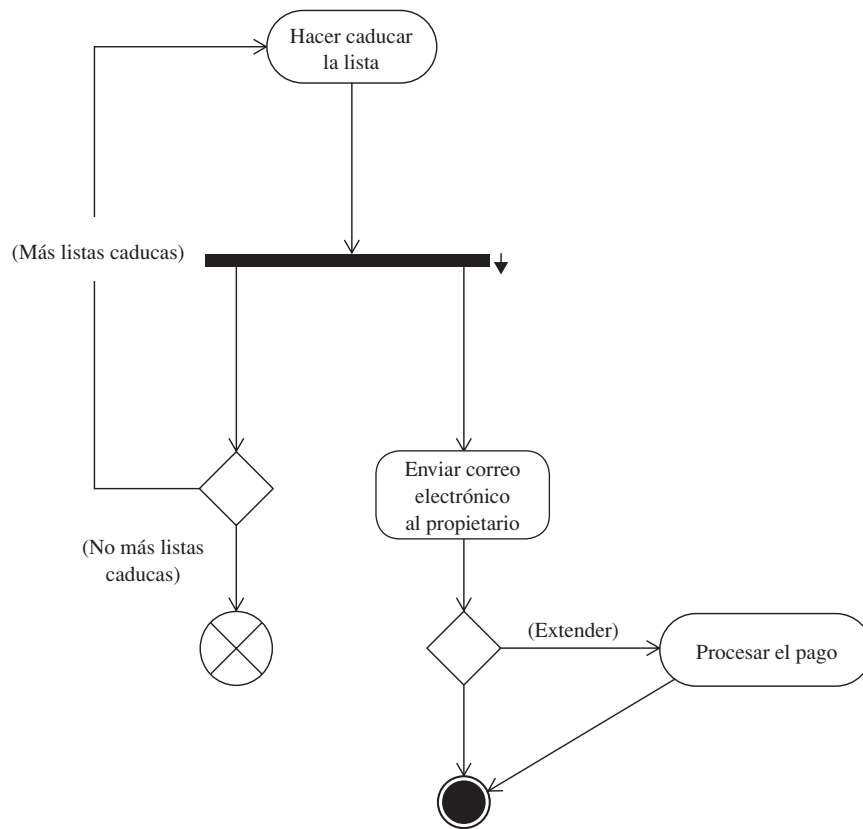 Hacer caducar
la lista
(Más listas caducas)
Enviar correo
electrónico
al propietario
(No más listas
caducas)
(Extender)
Procesar el pago